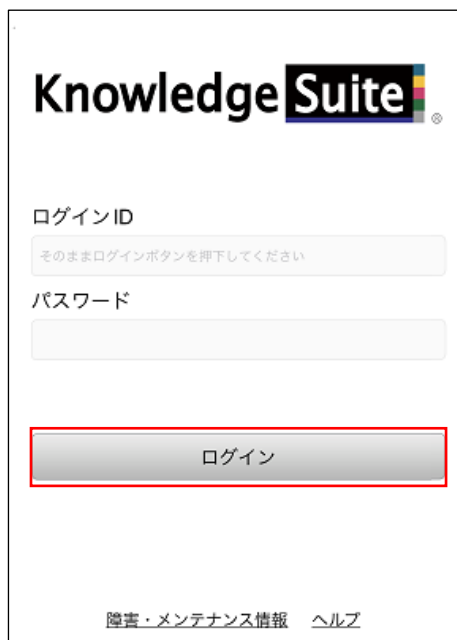 Knowledge Suite ®
ログインID
そのままログインボタンを押下してください
パスワード
ログイン
障害・メンテナンス情報 ヘルプ